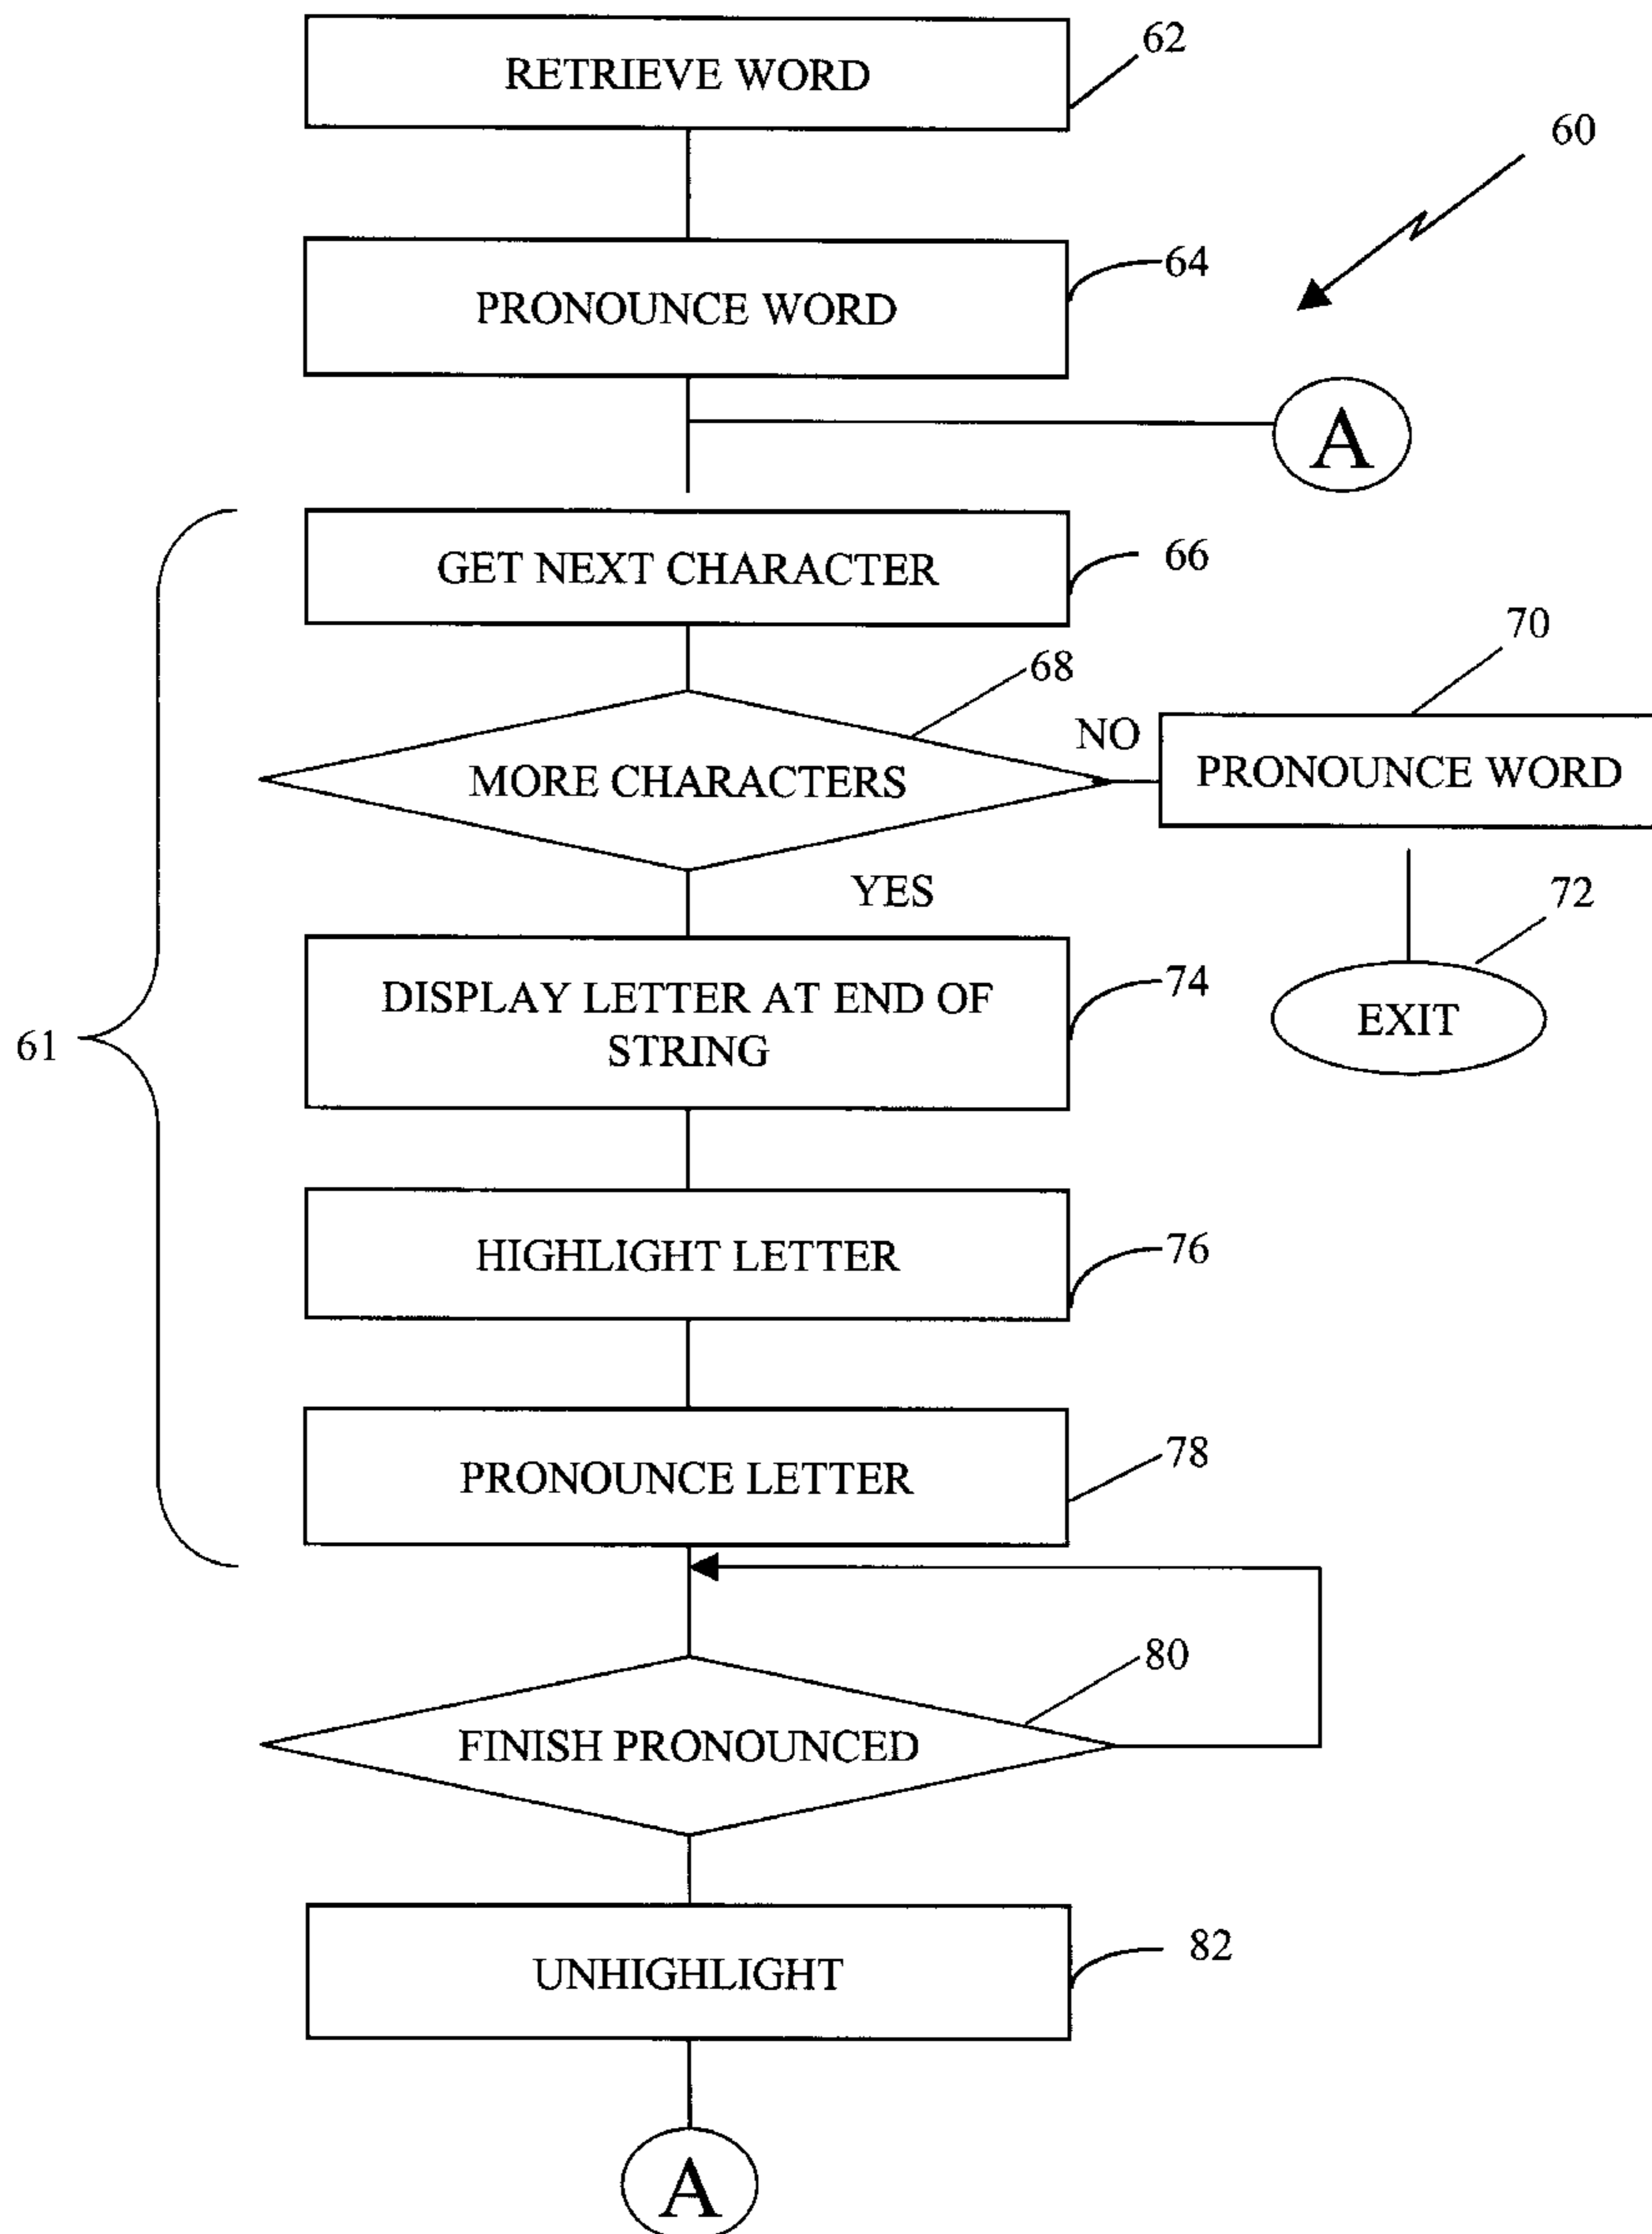 RETRIEVE WORD
62
60
PRONOUNCE WORD
64
A
GET NEXT CHARACTER
66
68
MORE CHARACTERS
NO
70
PRONOUNCE WORD
YES
72
EXIT
61
DISPLAY LETTER AT END OF
STRING
74
HIGHLIGHT LETTER
76
PRONOUNCE LETTER
78
80
FINISH PRONOUNCED
UNHIGHLIGHT
82
A